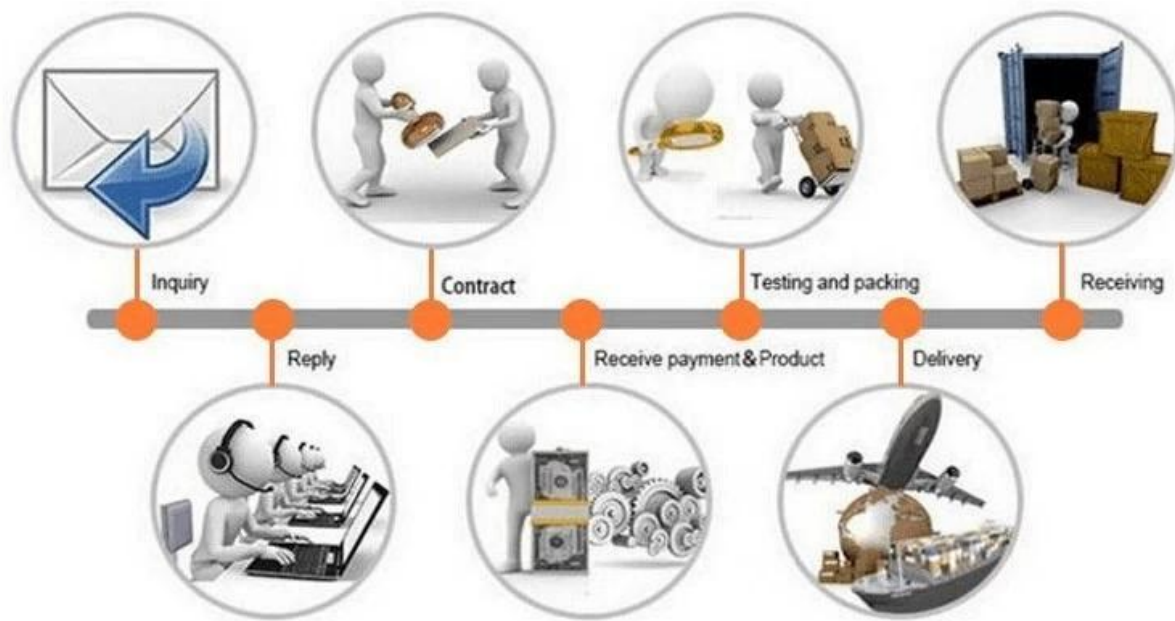 Inquiry
Contract
Testing and packing
Receiving
Reply
Receive payment&Product
Delivery